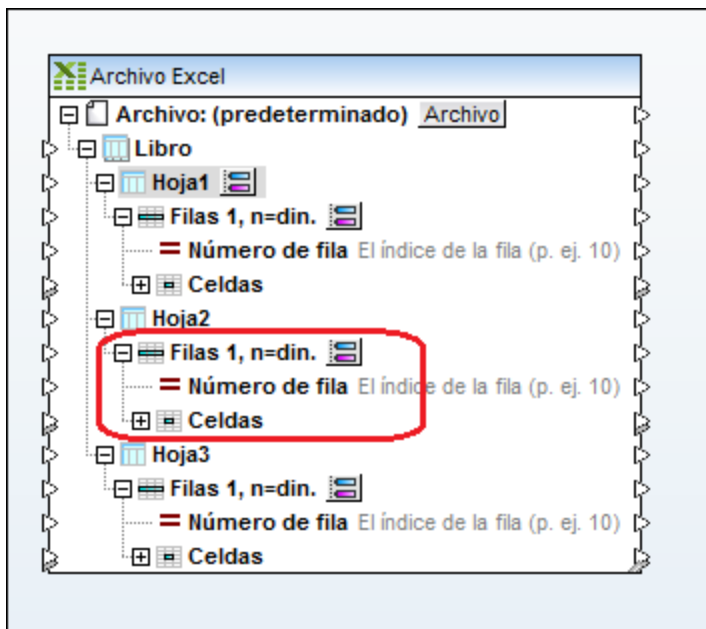 Archivo Excel
Archivo: (predeterminado) Archivo
Libro
Hoja1
Filas 1, n=din.
Número de fila El índice de la fila (p. ej. 10)
Celdas
Hoja2
Filas 1, n=din.
Número de fila El índice de la fila (p. ej. 10)
Celdas
Hoja3
Filas 1, n=din.
Número de fila El índice de la fila (p. ej. 10)
Celdas